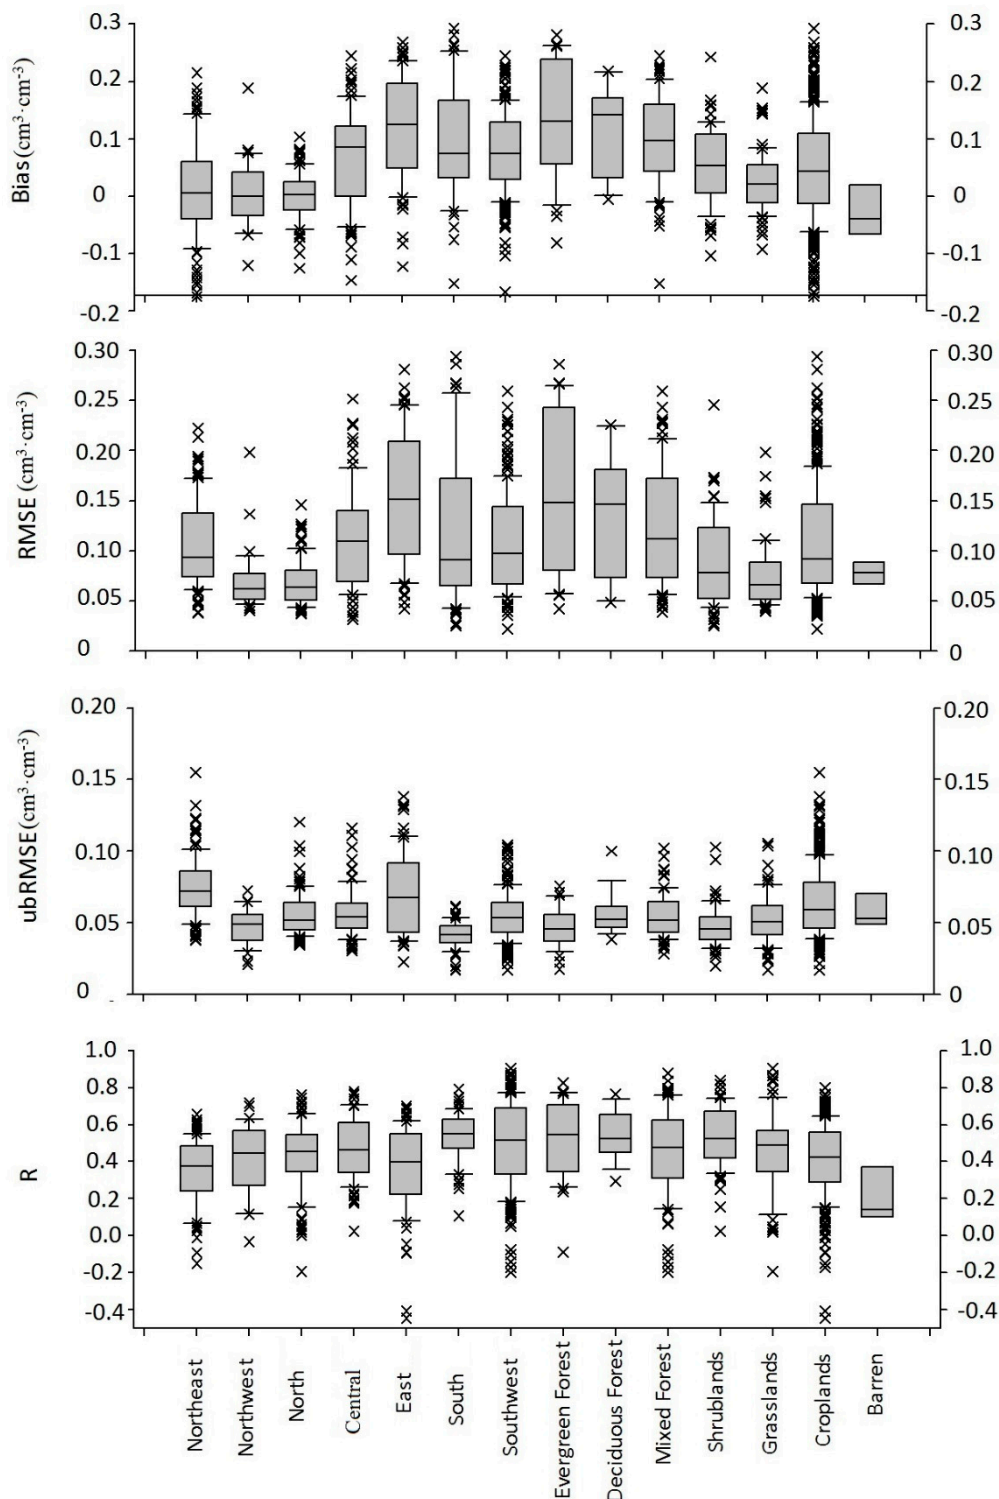 0.3 0.3
0.2 0.2
0.1 0.1
0 0
-0.1 -0.1
-0.2 -0.2
Bias(cm³·cm⁻³)
0.30 0.30
0.25 0.25
0.20 0.20
0.15 0.15
0.10 0.10
0.05 0.05
0 0
RMSE (cm³·cm⁻³)
0.20 0.20
0.15 0.15
0.10 0.10
0.05 0.05
0 0
ubRMSE(cm³·cm⁻³)
1.0 1.0
0.8 0.8
0.6 0.6
0.4 0.4
0.2 0.2
0.0 0.0
-0.2 -0.2
-0.4 -0.4
R
Northeast
Northwest
North
Central
East
South
Southwest
Evergreen Forest
Deciduous Forest
Mixed Forest
Shrublands
Grasslands
Croplands
Barren